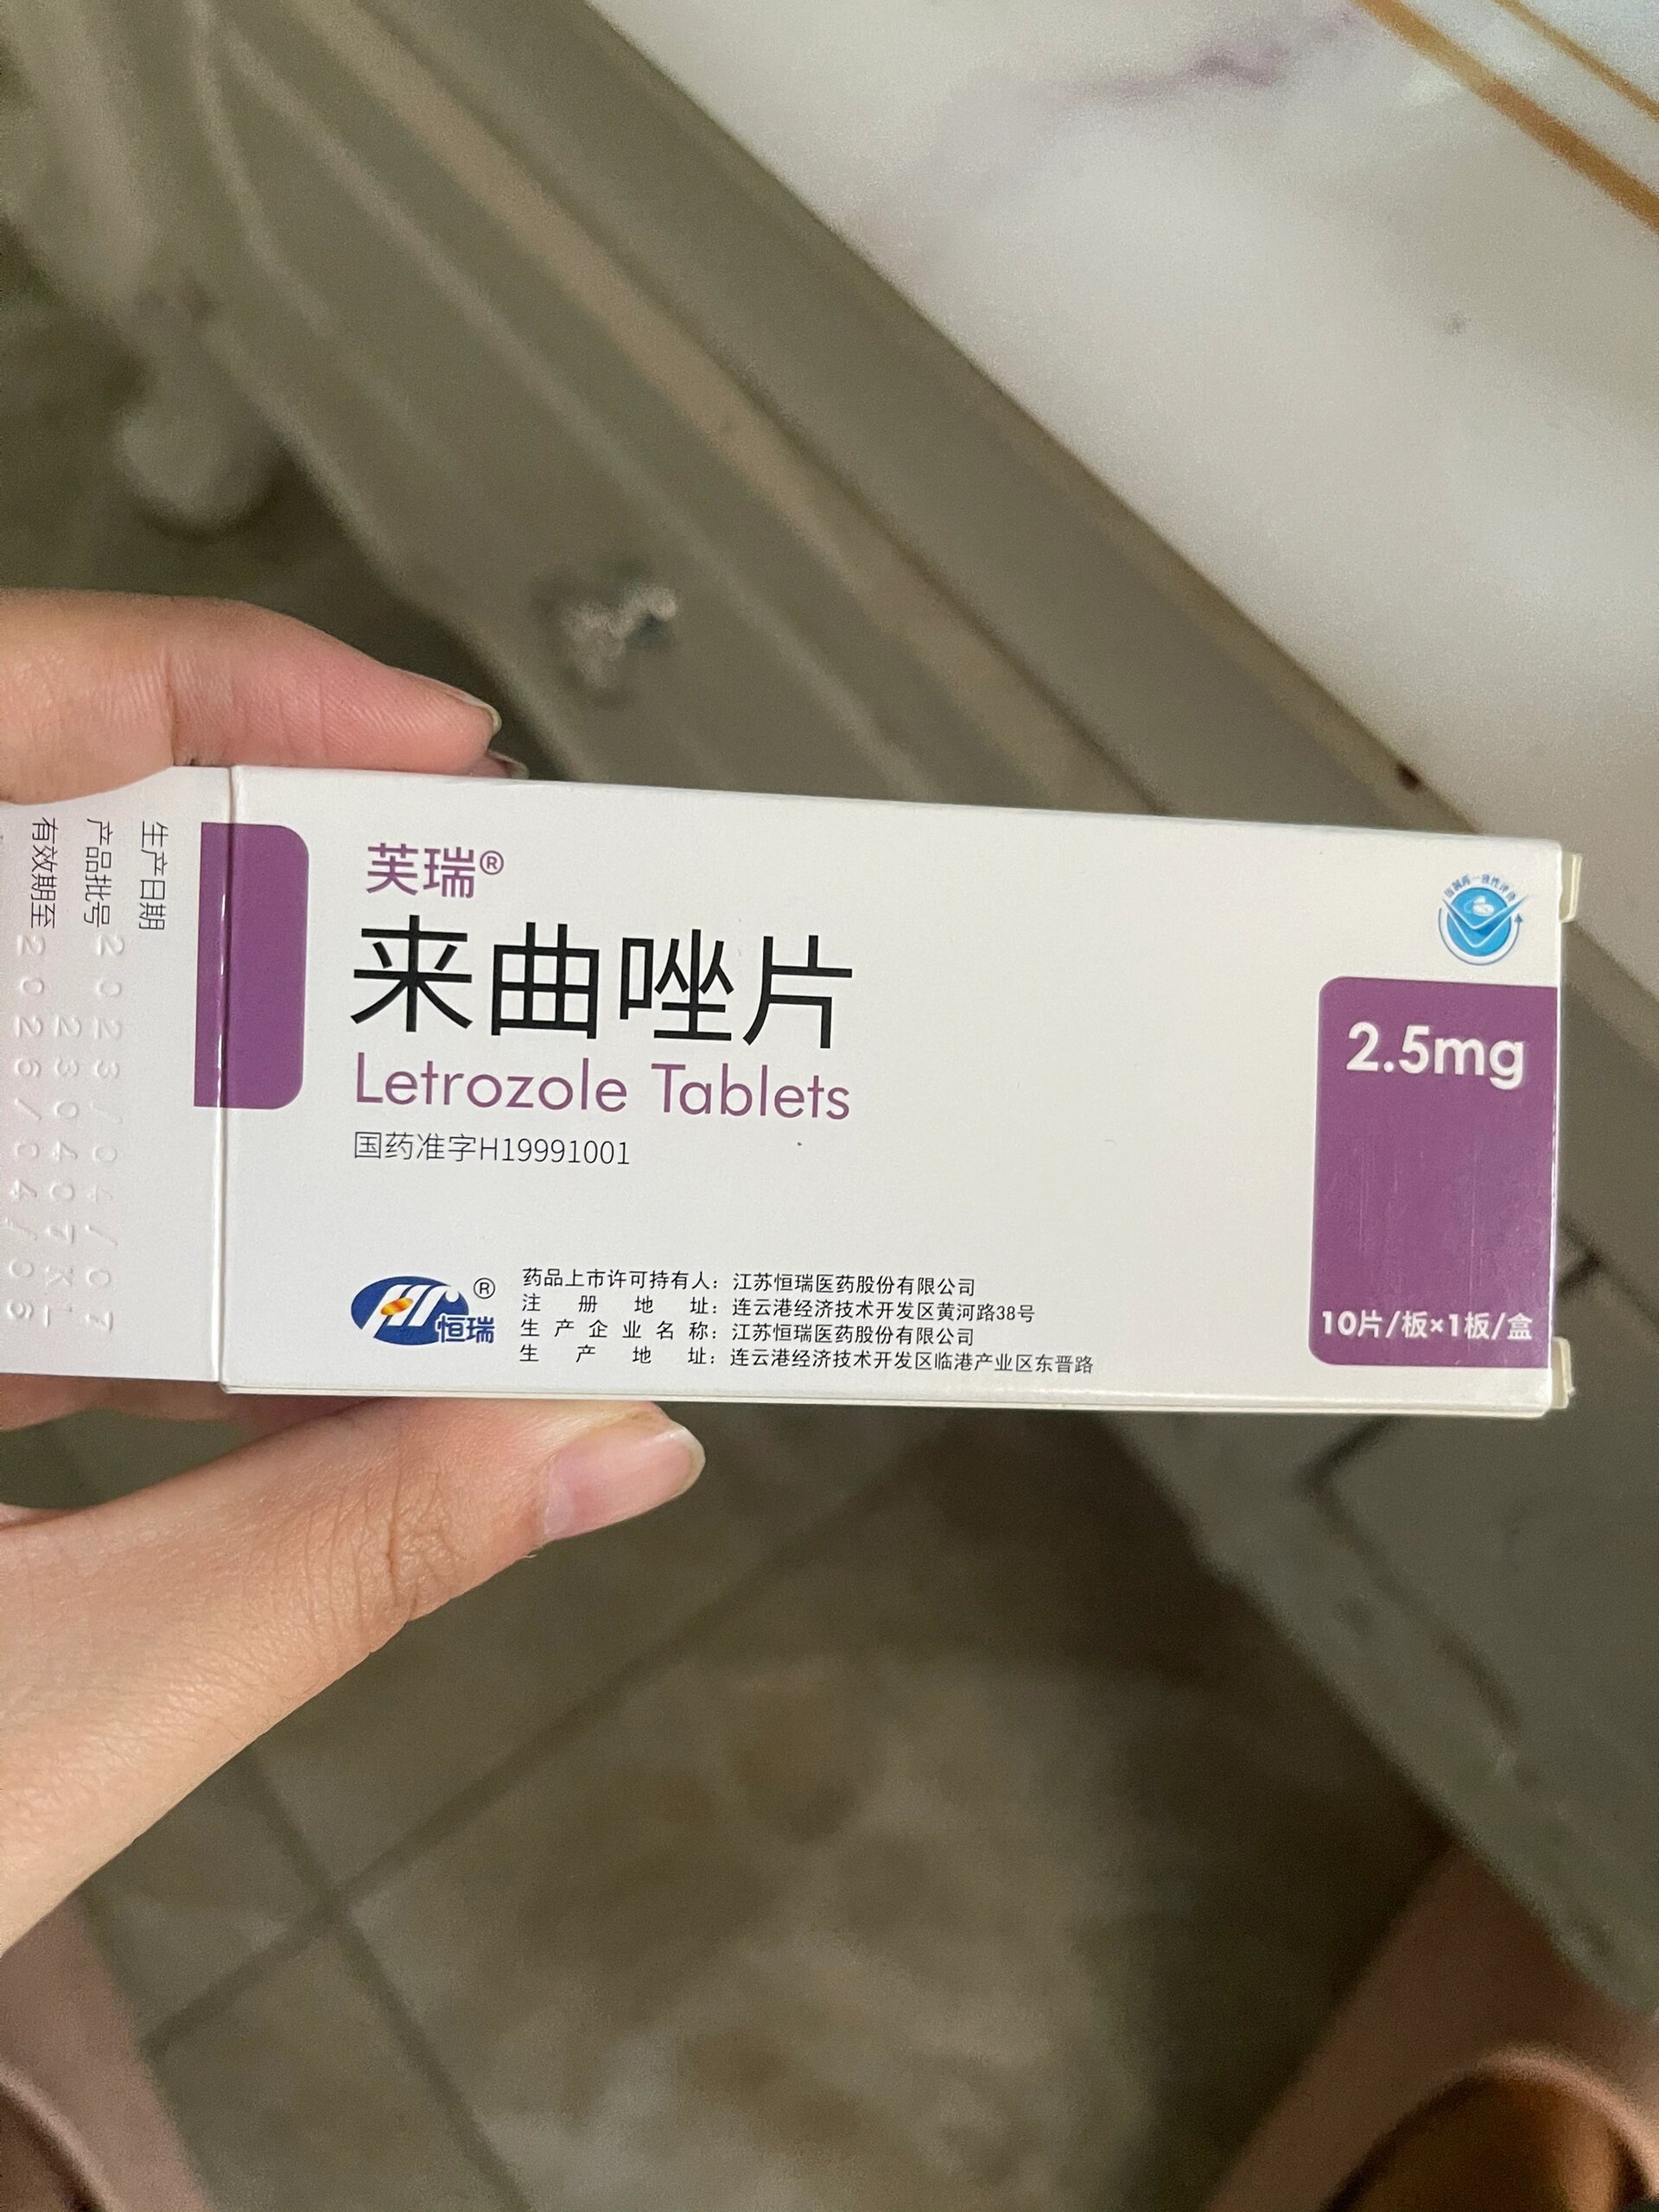 芙瑞®
来曲唑片
Letrozole Tablets
国药准字H19991001
恒瑞®
药品上市许可持有人：江苏恒瑞医药股份有限公司
注册地址：连云港经济技术开发区黄河路38号
生产企业名称：江苏恒瑞医药股份有限公司
生产地址：连云港经济技术开发区临港产业区东晋路
2.5mg
10片/板×1板/盒
生产日期 2023/04/07
产品批号
有效期至 2026/04/06